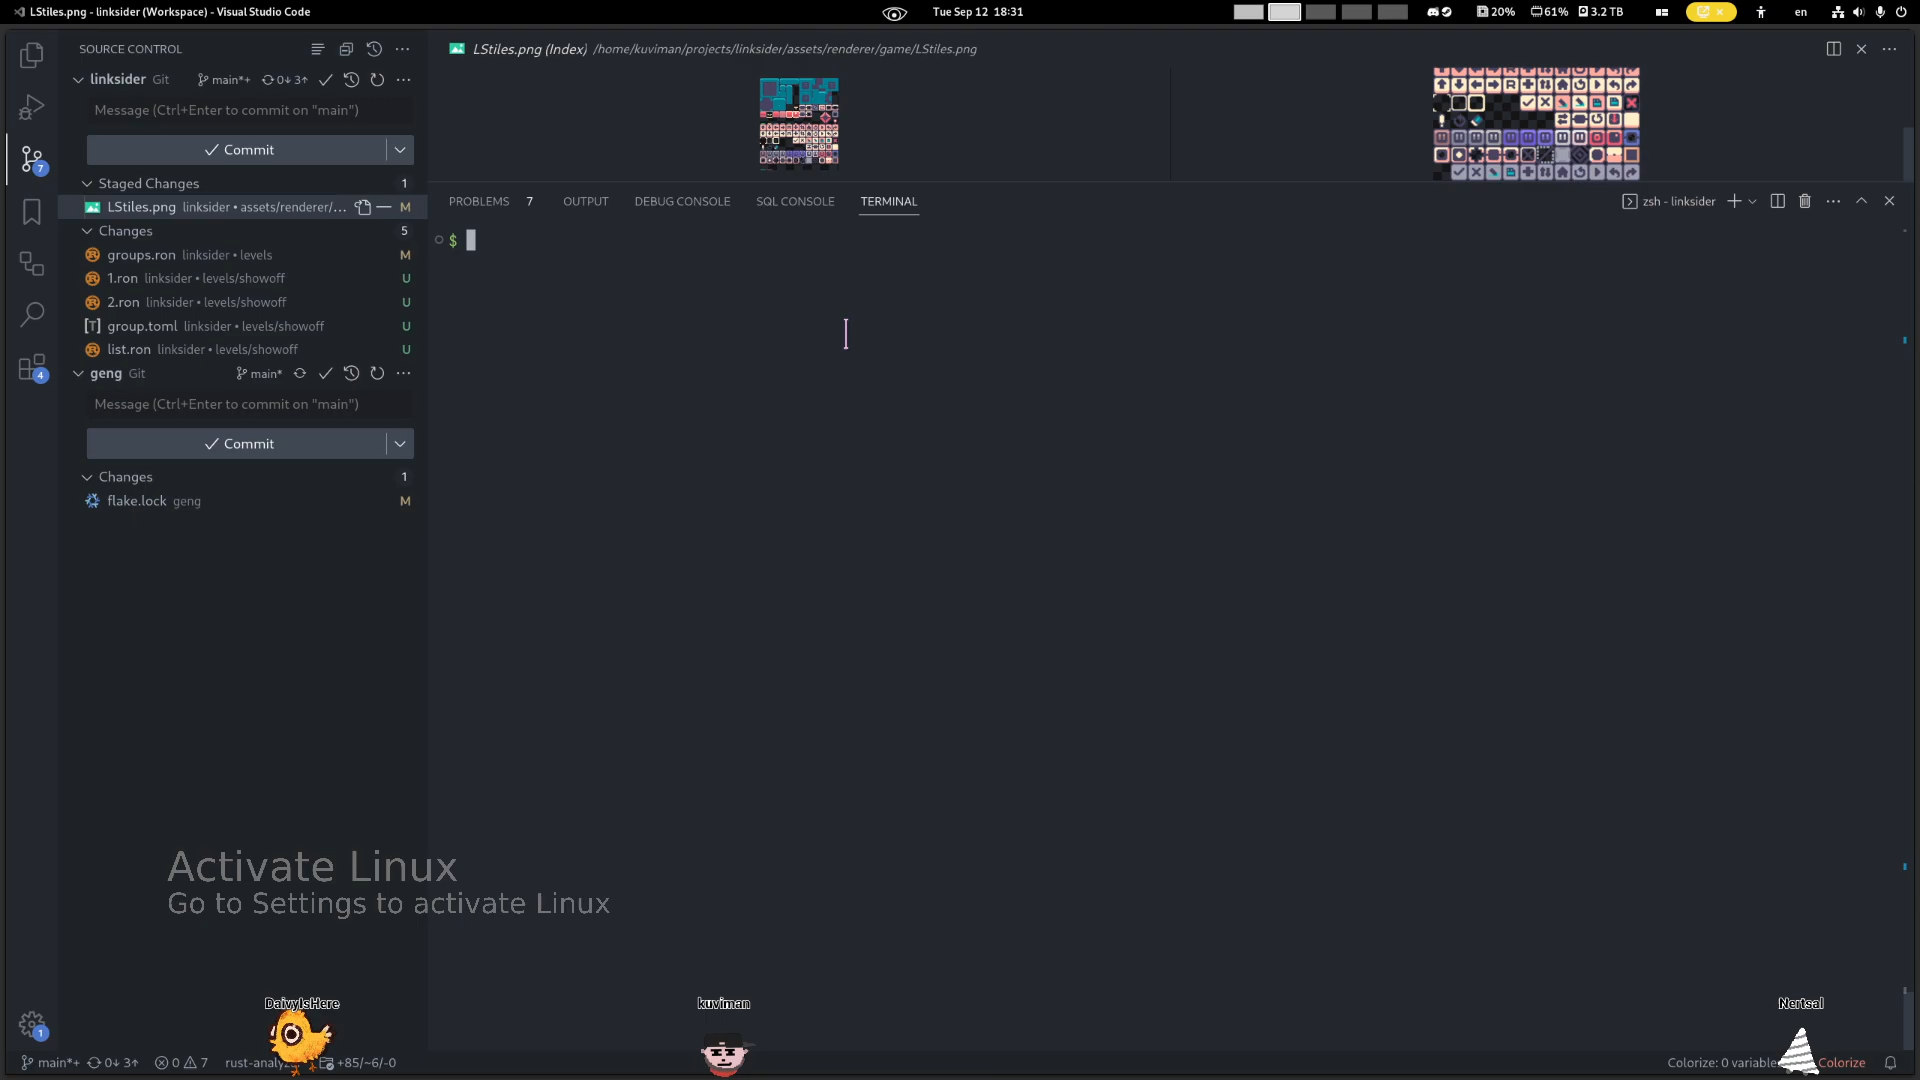 LStiles.png - linksider (Workspace) - Visual Studio Code
Tue Sep 12 18:31
20%
61%
3.2 TB
en
SOURCE CONTROL
LStiles.png (Index) /home/kuviman/projects/linksider/assets/renderer/game/LStiles.png
linksider Git main*+ 0↓ 3↑
Message (Ctrl+Enter to commit on "main")
Commit
Staged Changes 1
LStiles.png linksider • assets/renderer/... M
Changes 5
groups.ron linksider • levels M
1.ron linksider • levels/showoff U
2.ron linksider • levels/showoff U
[T] group.toml linksider • levels/showoff U
list.ron linksider • levels/showoff U
geng Git main*
Message (Ctrl+Enter to commit on "main")
Commit
Changes 1
flake.lock geng M
7
4
1
PROBLEMS 7 OUTPUT DEBUG CONSOLE SQL CONSOLE TERMINAL
zsh - linksider
$
Activate Linux
Go to Settings to activate Linux
DaivyIsHere
kuviman
Nertsal
main*+ 0↓ 3↑ 0 7 +85/~6/-0
Colorize: 0 Colorize